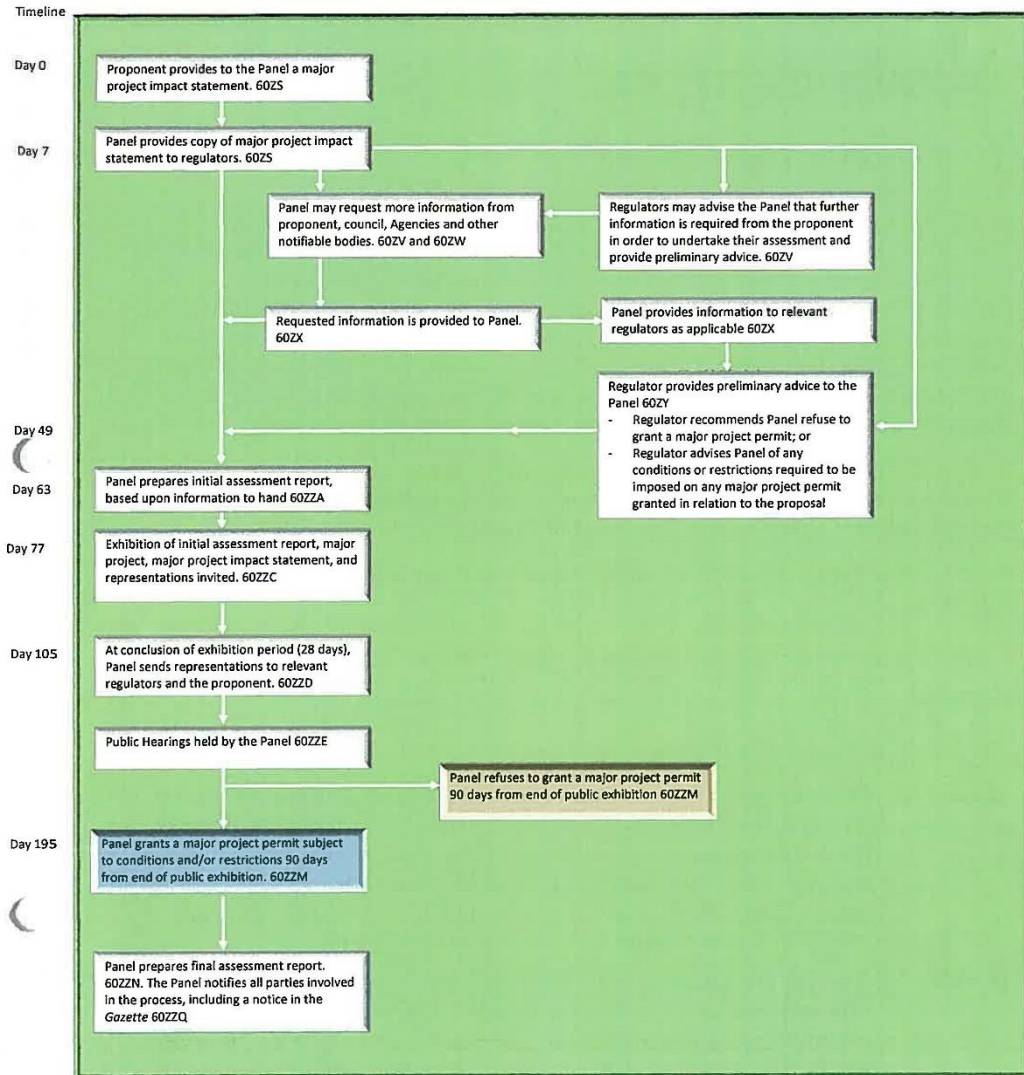 Timeline
Day 0
Proponent provides to the Panel a major
project impact statement. 60ZS
Day 7
Panel provides copy of major project impact
statement to regulators. 60ZS
Panel may request more information from
proponent, council, Agencies and other
notifiable bodies. 60ZV and 60ZW
Regulators may advise the Panel that further
information is required from the proponent
in order to undertake their assessment and
provide preliminary advice. 60ZV
Requested information is provided to Panel.
60ZX
Panel provides information to relevant
regulators as applicable 60ZX
Regulator provides preliminary advice to the
Panel 60ZY
- Regulator recommends Panel refuse to
grant a major project permit; or
- Regulator advises Panel of any
conditions or restrictions required to be
imposed on any major project permit
granted in relation to the proposal
Day 49
Day 63
Panel prepares initial assessment report,
based upon information to hand 60ZZA
Day 77
Exhibition of initial assessment report, major
project, major project impact statement, and
representations invited. 60ZZC
Day 105
At conclusion of exhibition period (28 days),
Panel sends representations to relevant
regulators and the proponent. 60ZZD
Public Hearings held by the Panel 60ZZE
Panel refuses to grant a major project permit
90 days from end of public exhibition 60ZZM
Day 195
Panel grants a major project permit subject
to conditions and/or restrictions 90 days
from end of public exhibition. 60ZZM
Panel prepares final assessment report.
60ZZN. The Panel notifies all parties involved
in the process, including a notice in the
Gazette 60ZZQ